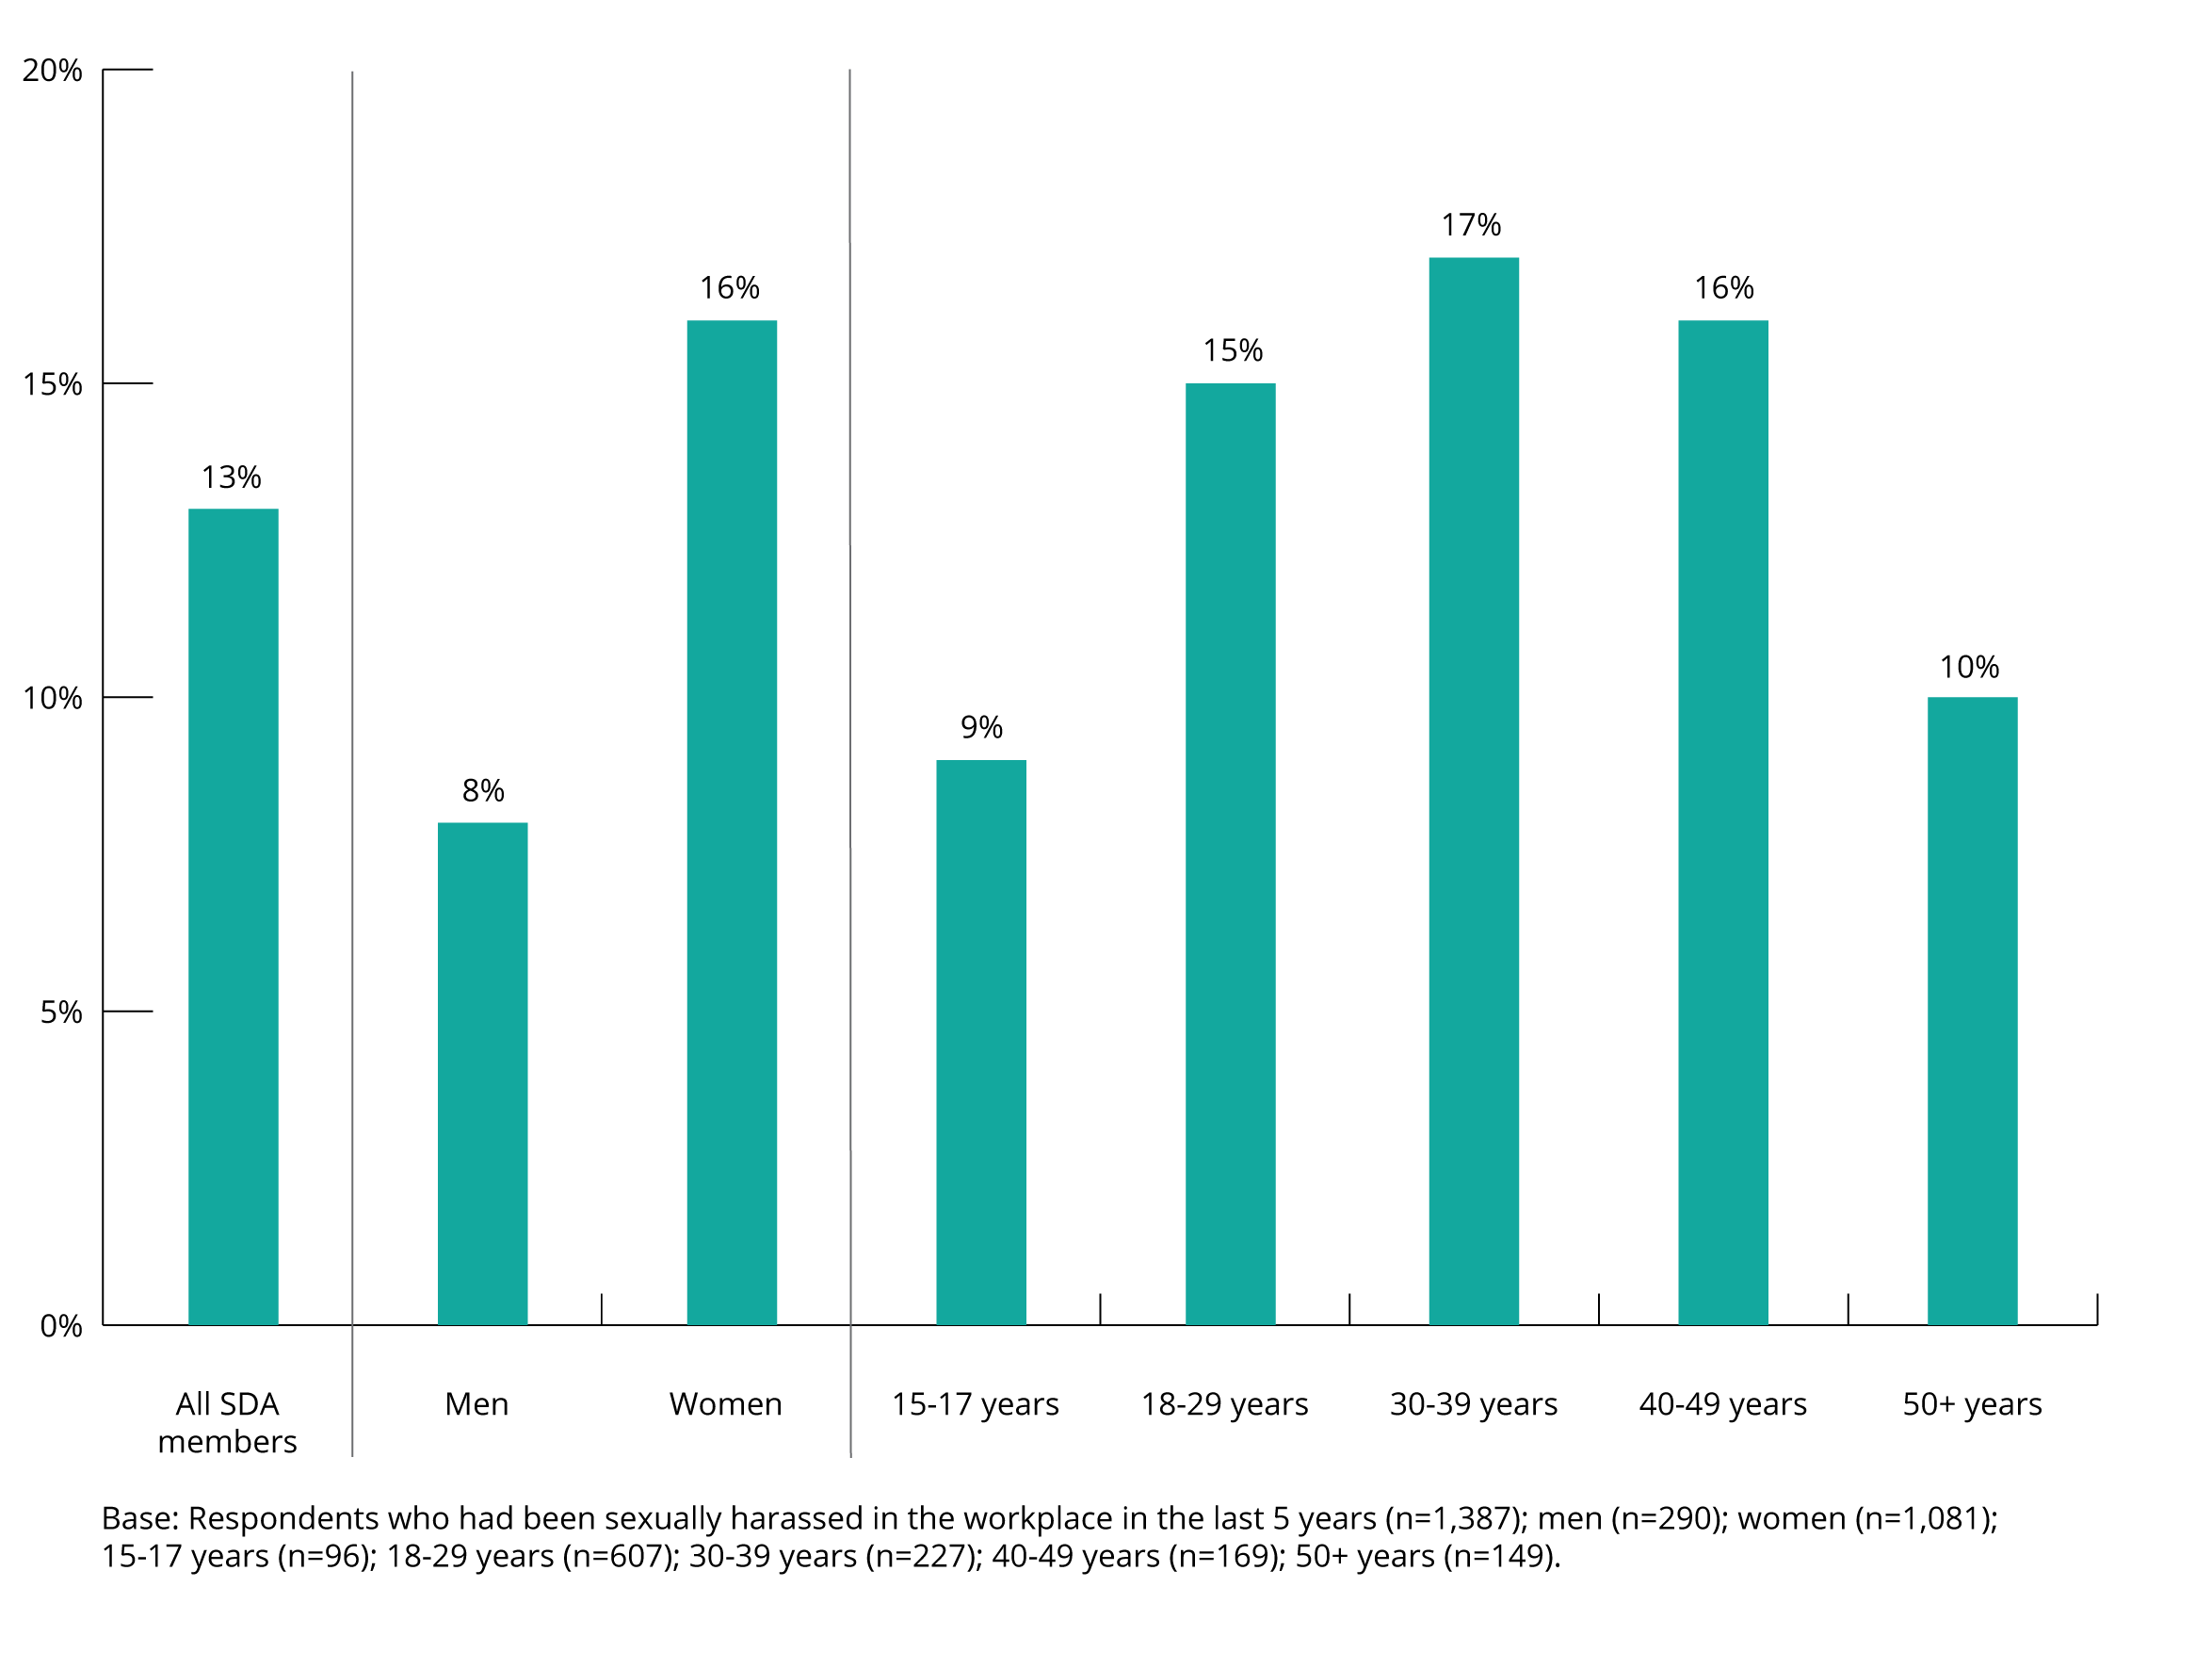 20%
15%
10%
5%
0%
13%
8%
16%
9%
15%
17%
16%
10%
All SDA
members
Men
Women
15-17 years
18-29 years
30-39 years
40-49 years
50+ years
Base: Respondents who had been sexually harassed in the workplace in the last 5 years (n=1,387); men (n=290); women (n=1,081);
15-17 years (n=96); 18-29 years (n=607); 30-39 years (n=227); 40-49 years (n=169); 50+ years (n=149).